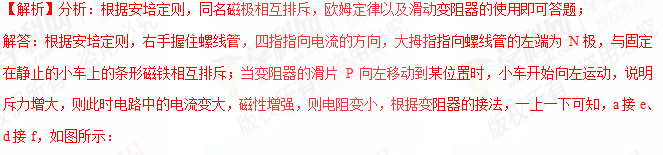 【解析】分析：根据安培定则，同名磁极相互排斥，欧姆定律以及滑动变阻器的使用即可答题；
解答：根据安培定则，右手握住螺线管，四指指向电流的方向，大拇指指向螺线管的左端为 N 极，与固定
在静止的小车上的条形磁铁相互排斥；当变阻器的滑片 P 向左移动到某位置时，小车开始向左运动，说明
斥力增大，则此时电路中的电流变大，磁性增强，则电阻变小，根据变阻器的接法，一上一下可知，a接 e、
d接 f，如图所示：